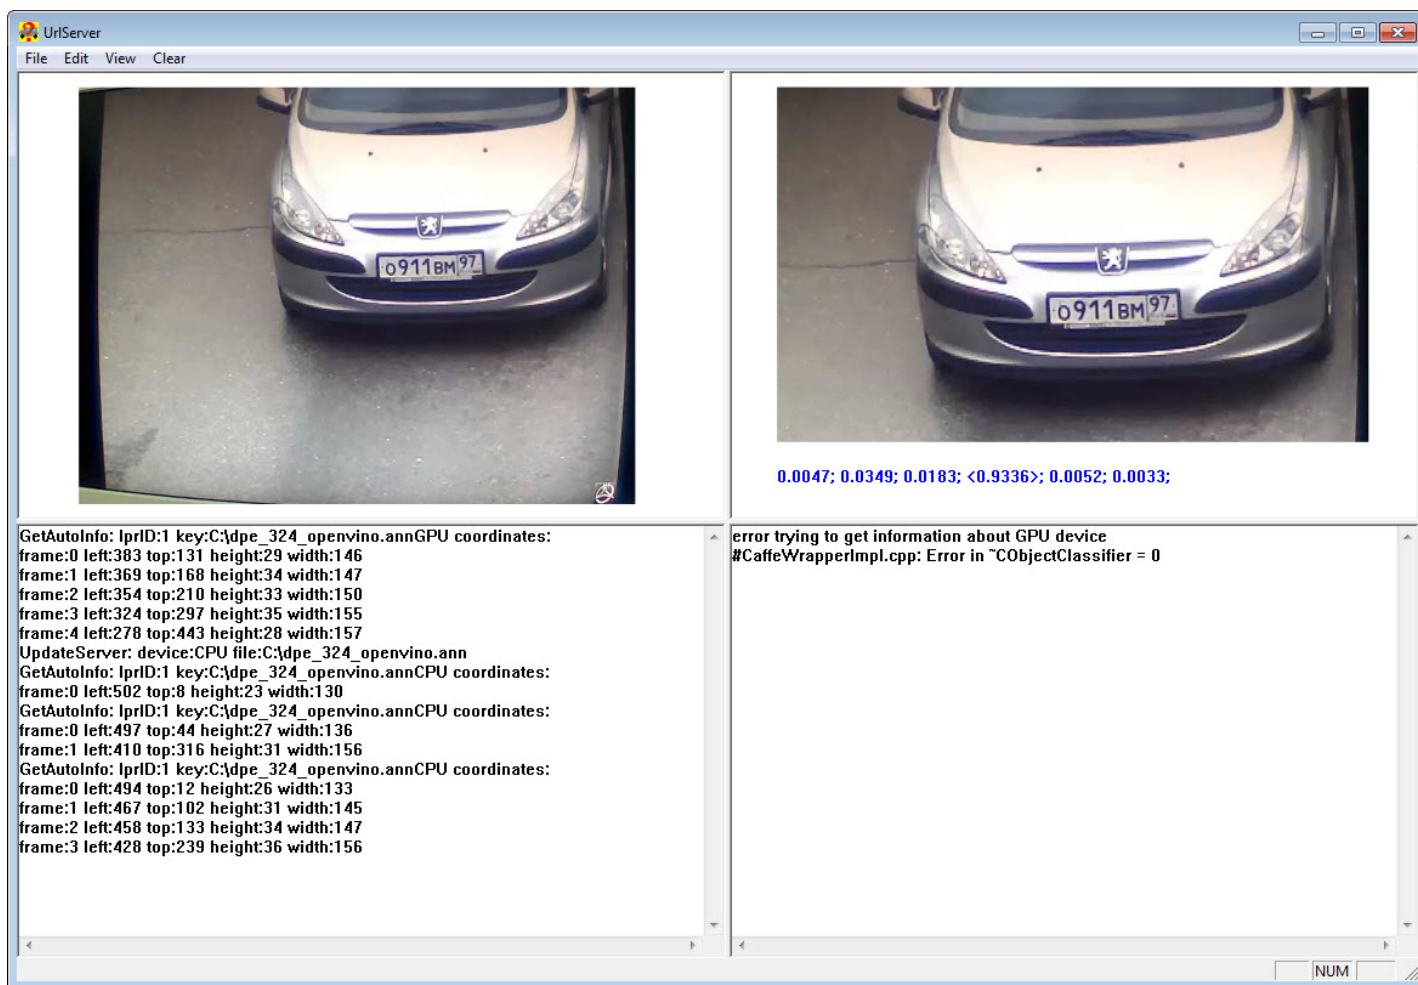 UrlServer
File Edit View Clear
О911ВМ 97
О911ВМ 97
0.0047; 0.0349; 0.0183; <0.9336>; 0.0052; 0.0033;
GetAutoInfo: lprID:1 key:C:\dpe_324_openvino.annGPU coordinates:
frame:0 left:383 top:131 height:29 width:146
frame:1 left:369 top:168 height:34 width:147
frame:2 left:354 top:210 height:33 width:150
frame:3 left:324 top:297 height:35 width:155
frame:4 left:278 top:443 height:28 width:157
UpdateServer: device:CPU file:C:\dpe_324_openvino.ann
GetAutoInfo: lprID:1 key:C:\dpe_324_openvino.annCPU coordinates:
frame:0 left:502 top:8 height:23 width:130
GetAutoInfo: lprID:1 key:C:\dpe_324_openvino.annCPU coordinates:
frame:0 left:497 top:44 height:27 width:136
frame:1 left:410 top:316 height:31 width:156
GetAutoInfo: lprID:1 key:C:\dpe_324_openvino.annCPU coordinates:
frame:0 left:494 top:12 height:26 width:133
frame:1 left:467 top:102 height:31 width:145
frame:2 left:458 top:133 height:34 width:147
frame:3 left:428 top:239 height:36 width:156
error trying to get information about GPU device
#CaffeWrapperImpl.cpp: Error in ~CObjectClassifier = 0
NUM